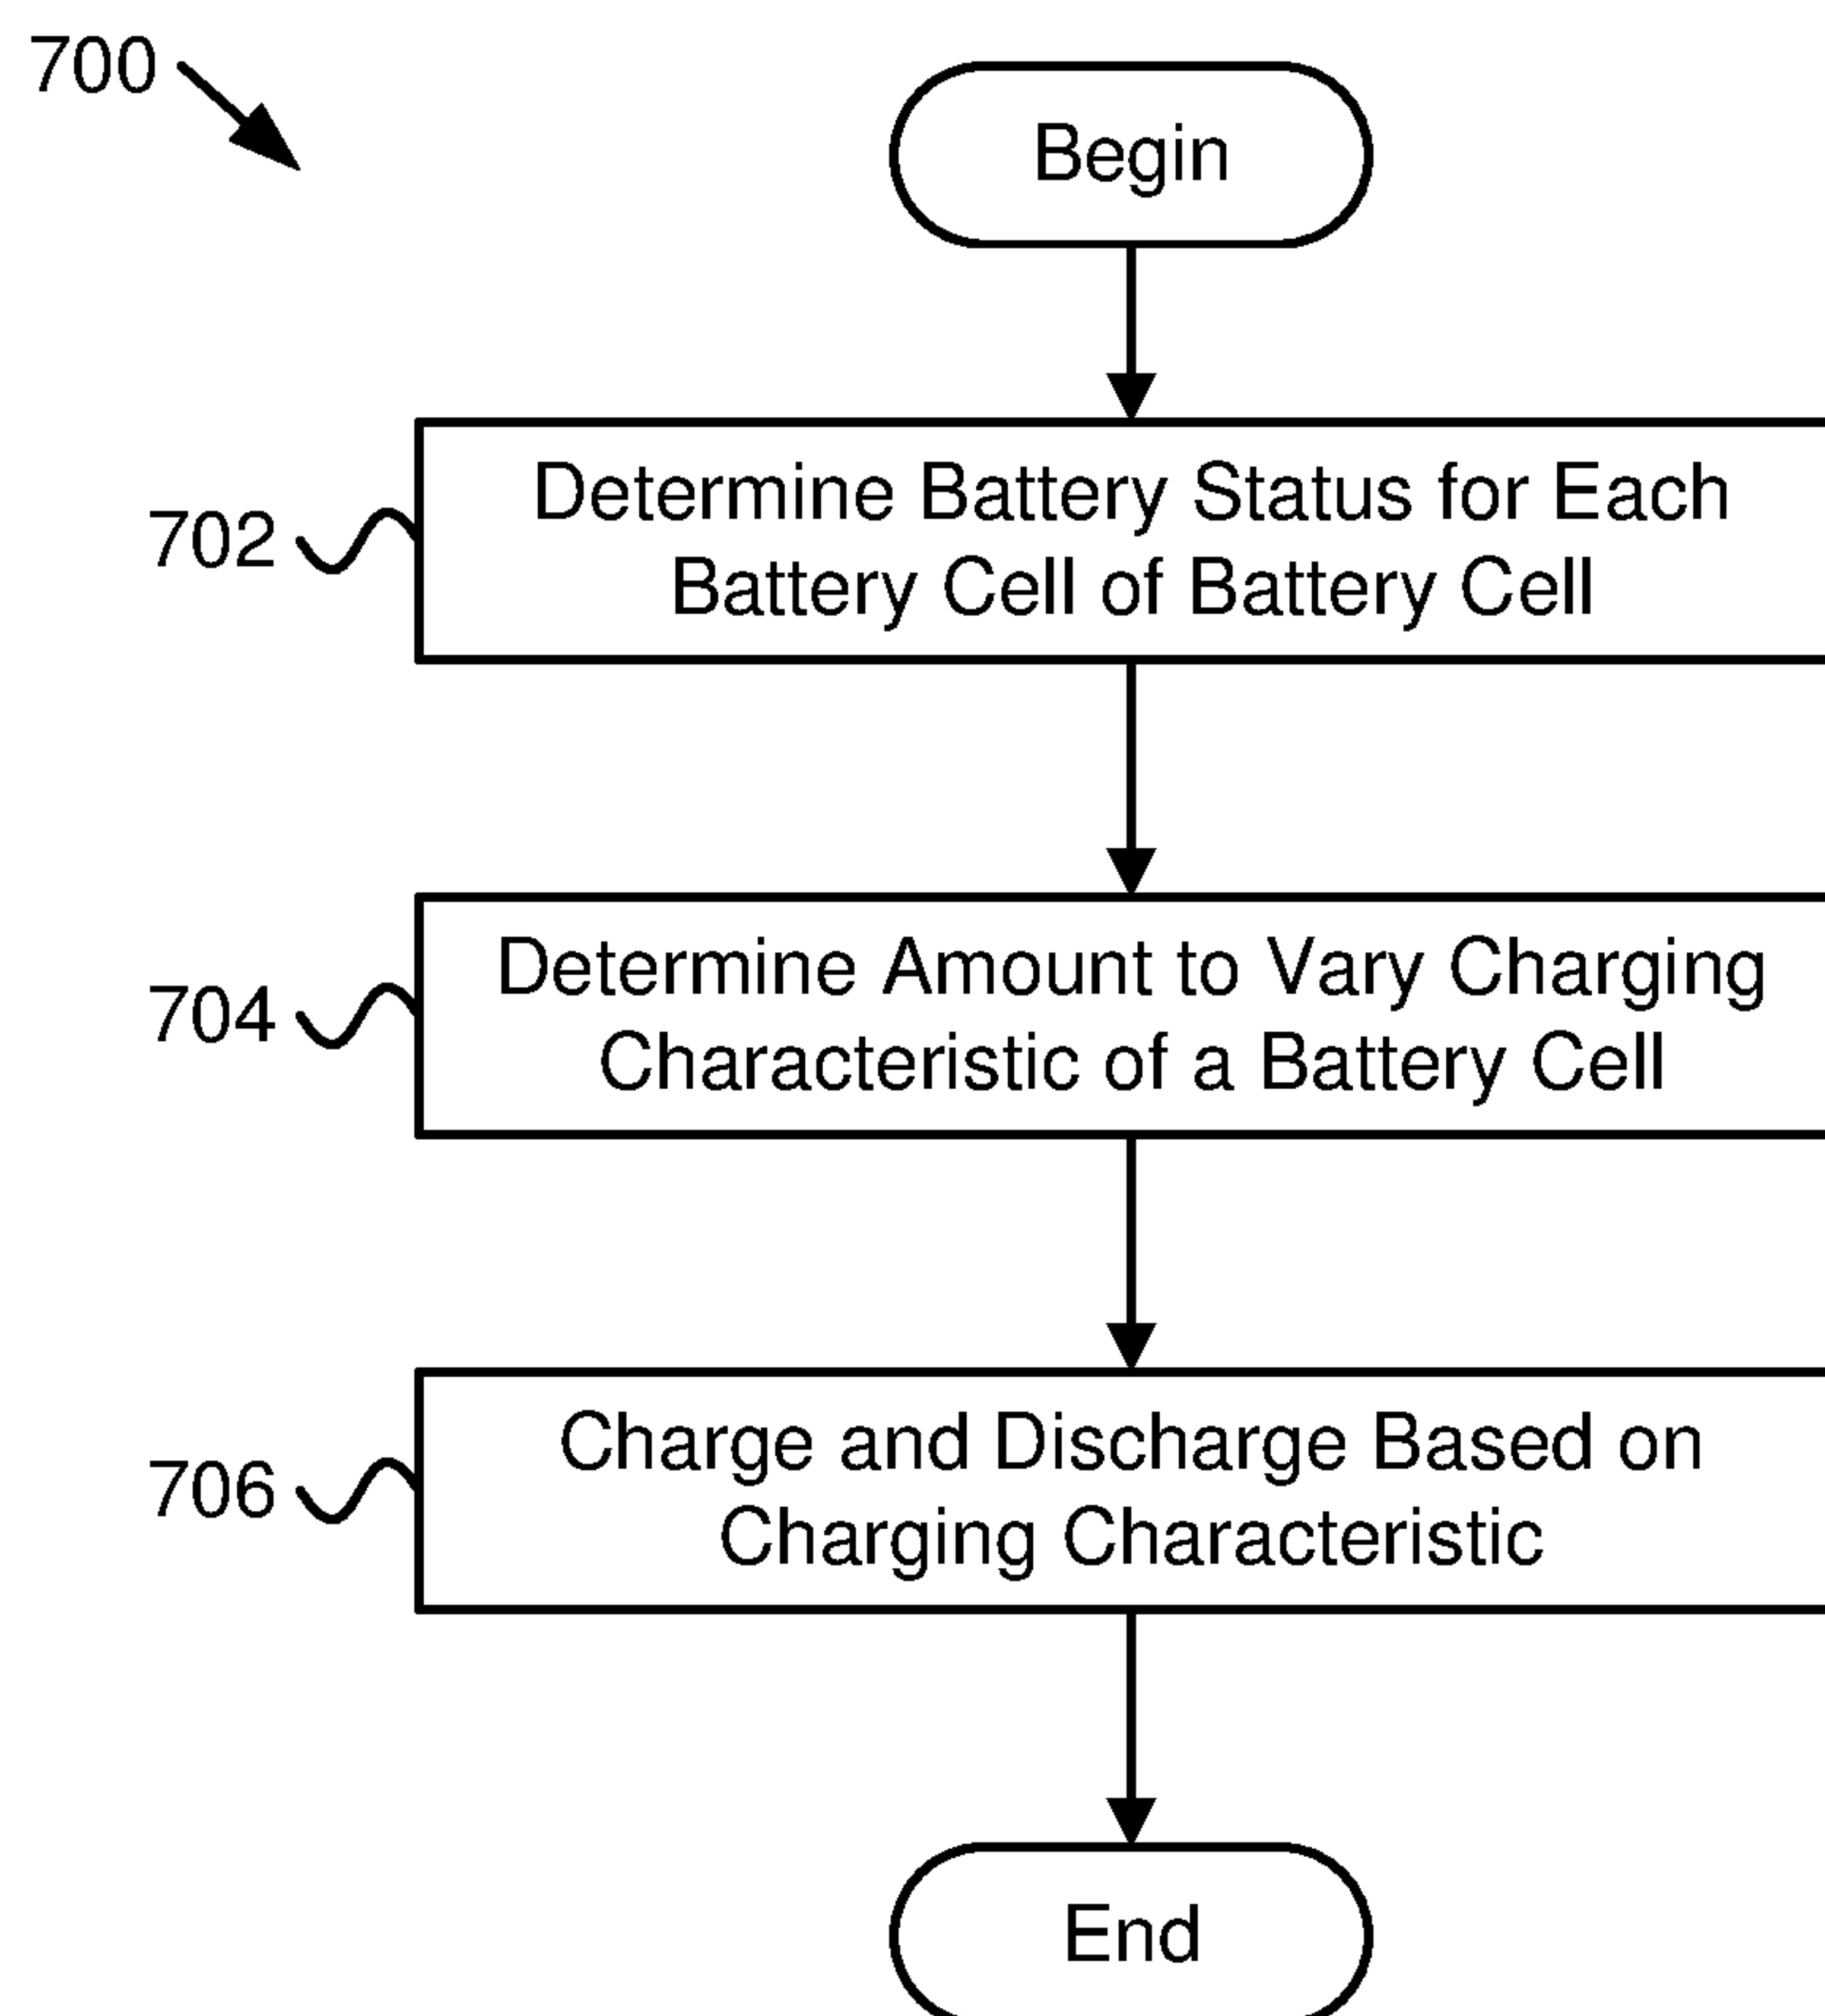 700
Begin
702
Determine Battery Status for Each
Battery Cell of Battery Cell
704
Determine Amount to Vary Charging
Characteristic of a Battery Cell
706
Charge and Discharge Based on
Charging Characteristic
End